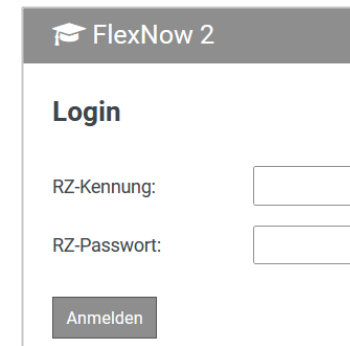 FlexNow 2
Login
RZ-Kennung:
RZ-Passwort:
Anmelden